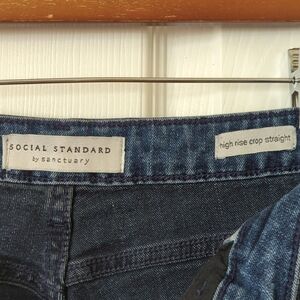 SOCIAL STANDARD
by sanctuary
high rise crop straight